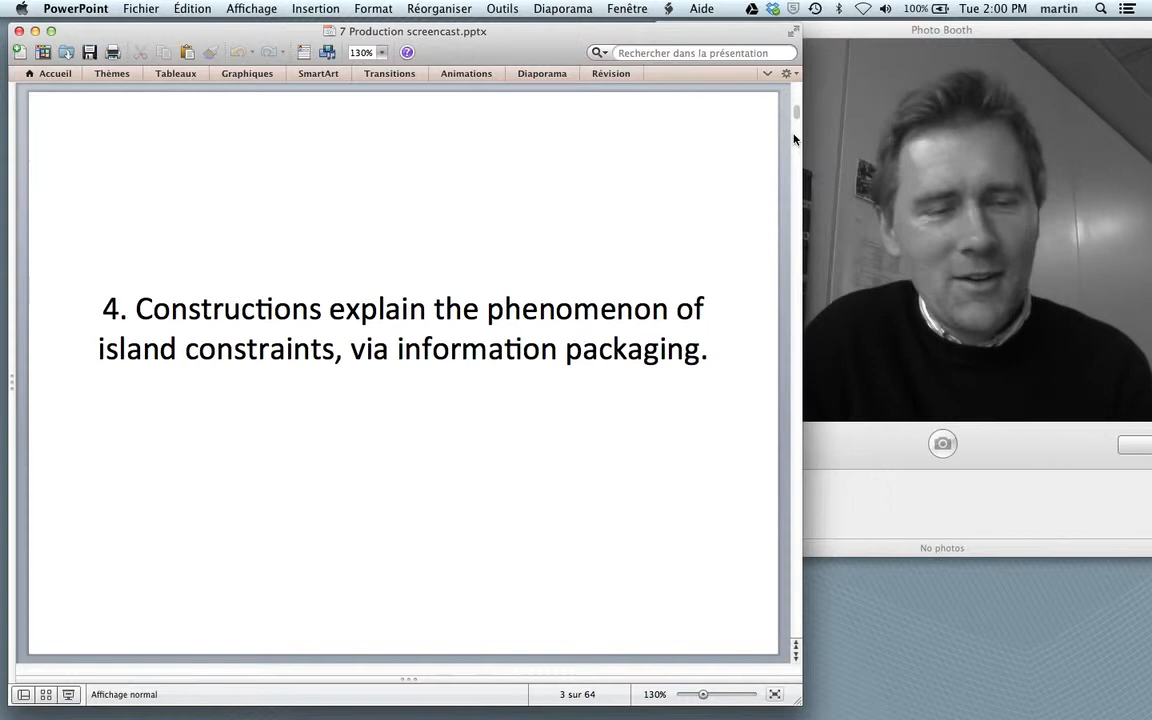 PowerPoint Fichier Édition Affichage Insertion Format Réorganiser Outils Diaporama Fenêtre Aide 100% Tue 2:00 PM martin
7 Production screencast.pptx
Photo Booth
130% Rechercher dans la présentation
Accueil Thèmes Tableaux Graphiques SmartArt Transitions Animations Diaporama Révision
4. Constructions explain the phenomenon of
island constraints, via information packaging.
No photos
Affichage normal 3 sur 64 130%